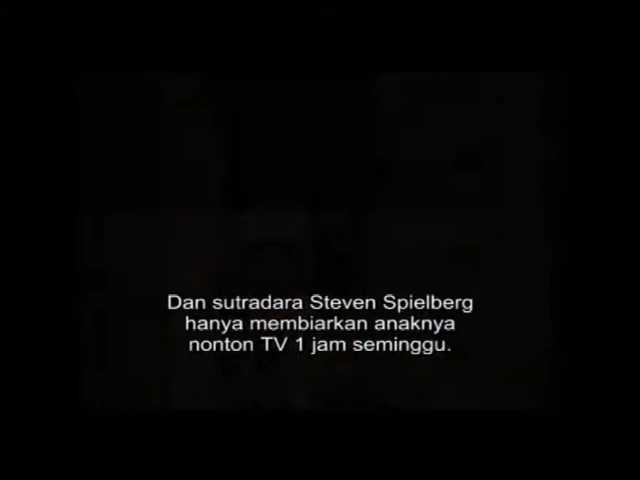 Dan sutradara Steven Spielberg
hanya membiarkan anaknya
nonton TV 1 jam seminggu.